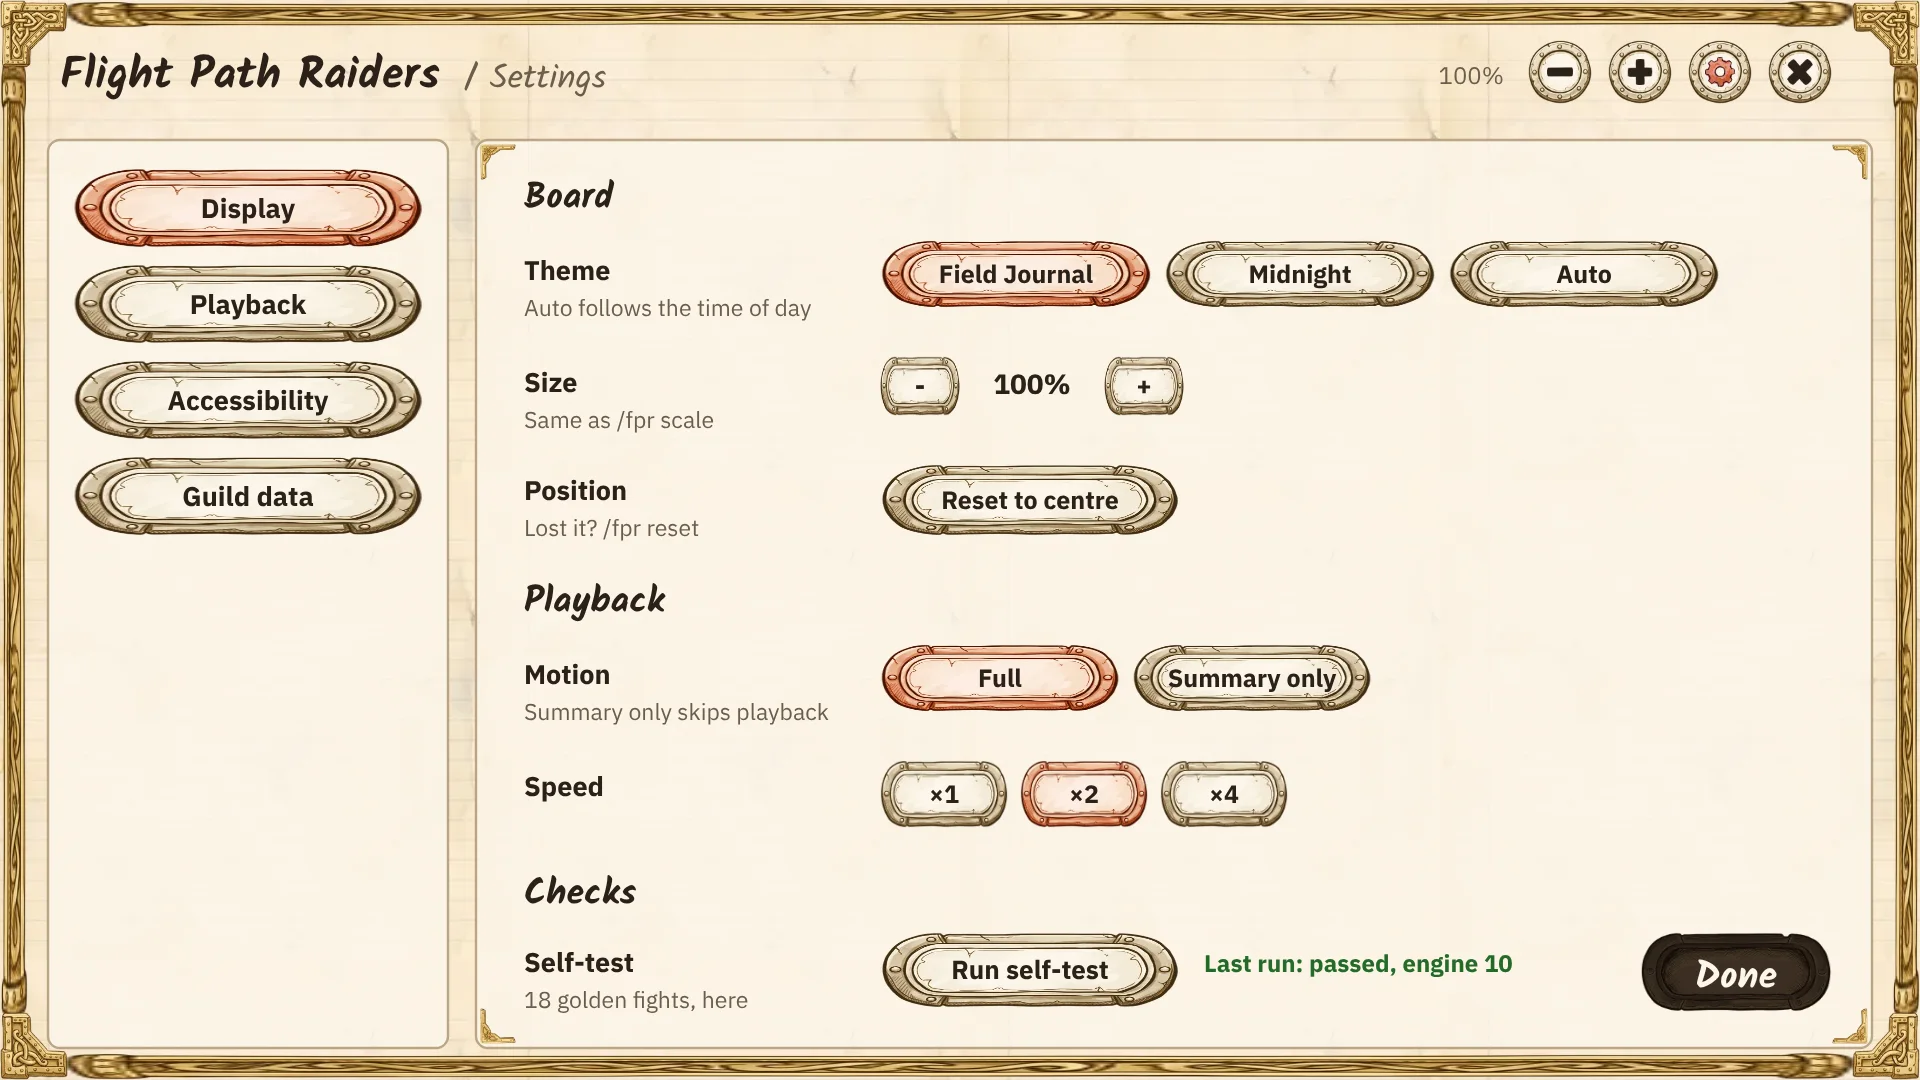 Flight Path Raiders / Settings
100%
Display
Playback
Accessibility
Guild data
Board
Theme
Auto follows the time of day
Field Journal
Midnight
Auto
Size
Same as /fpr scale
-
100%
+
Position
Lost it? /fpr reset
Reset to centre
Playback
Motion
Summary only skips playback
Full
Summary only
Speed
×1
×2
×4
Checks
Self-test
18 golden fights, here
Run self-test
Last run: passed, engine 10
Done